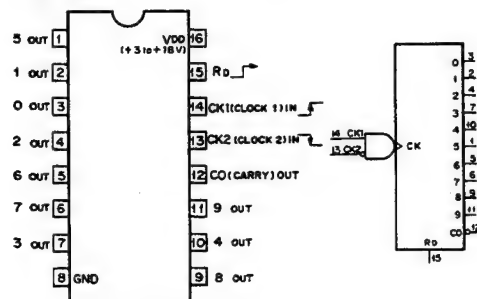 5 OUT 1
1 OUT 2
0 OUT 3
2 OUT 4
6 OUT 5
7 OUT 6
3 OUT 7
8 GND
VDD 16
(+3 to +18V)
15 RD
14 CK1(CLOCK 1)IN
13 CK2(CLOCK 2)IN
12 CO(CARRY)OUT
11 9 OUT
10 4 OUT
9 8 OUT
14 CK1
13 CK2
CK
0 3
1 2
2 4
3 7
4 10
5 1
6 5
7 6
8 9
9 11
CO 12
RD
15